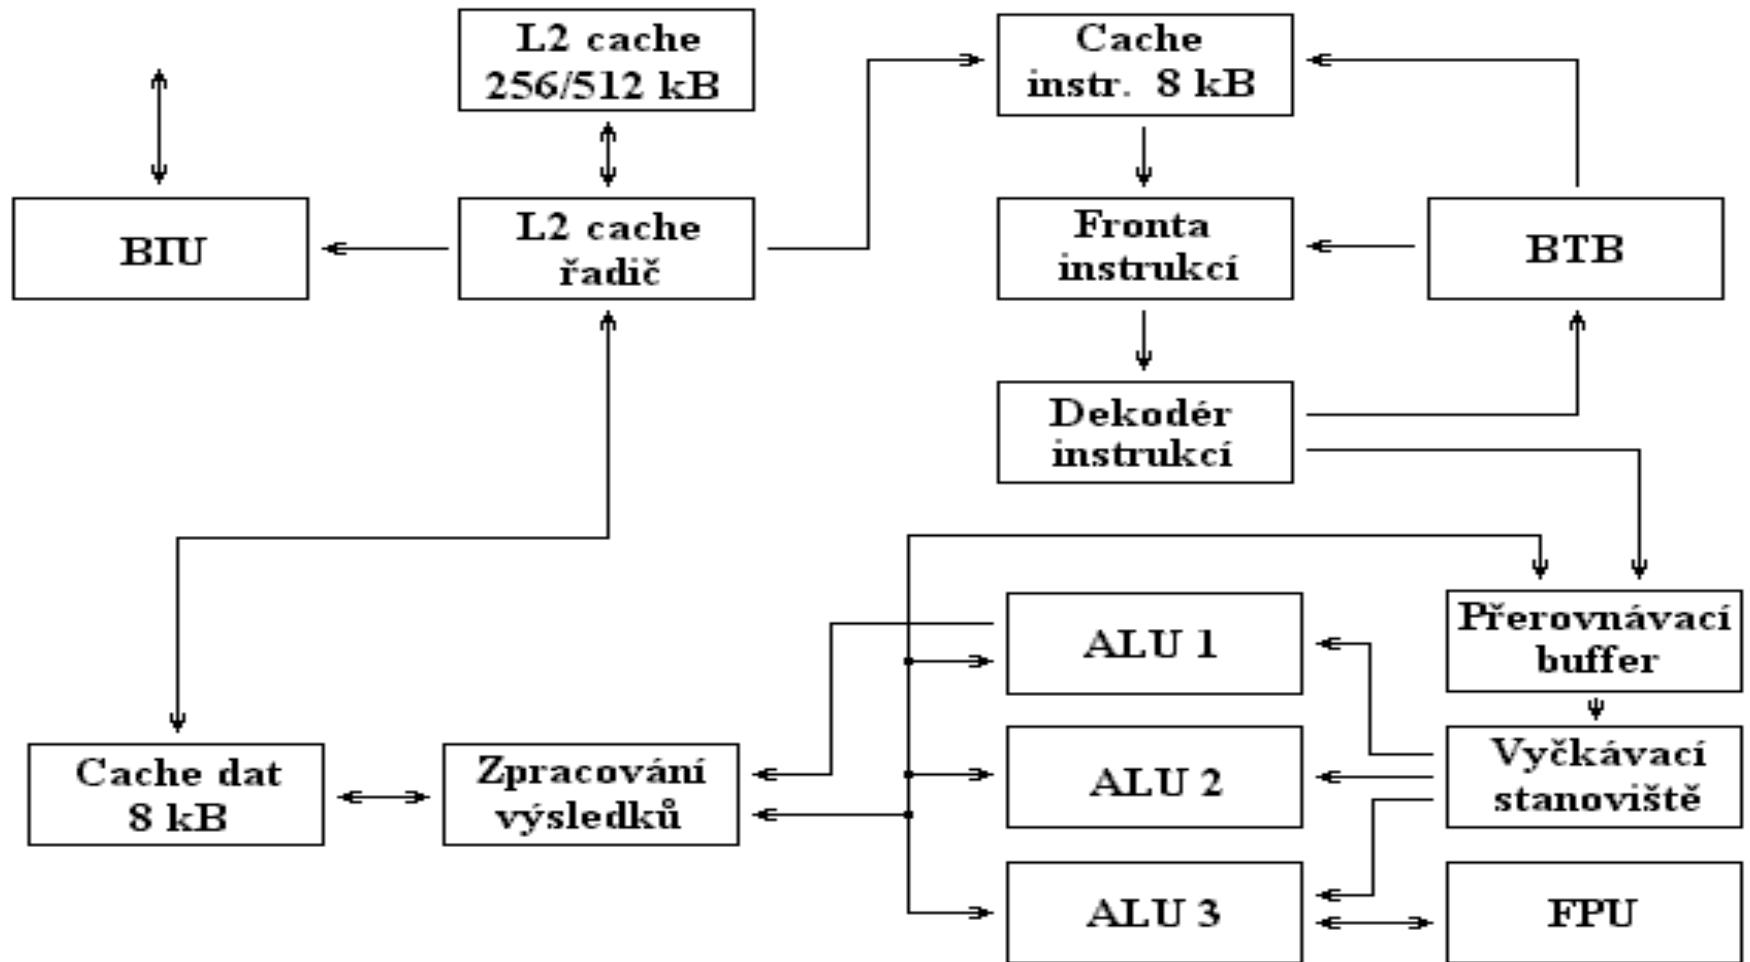 L2 cache
256/512 kB
Cache
instr. 8 kB
BIU
L2 cache
řadič
Fronta
instrukcí
BTB
Dekodér
instrukcí
ALU 1
Přerovnávací
buffer
Cache dat
8 kB
Zpracování
výsledků
ALU 2
Vyčkávací
stanoviště
ALU 3
FPU